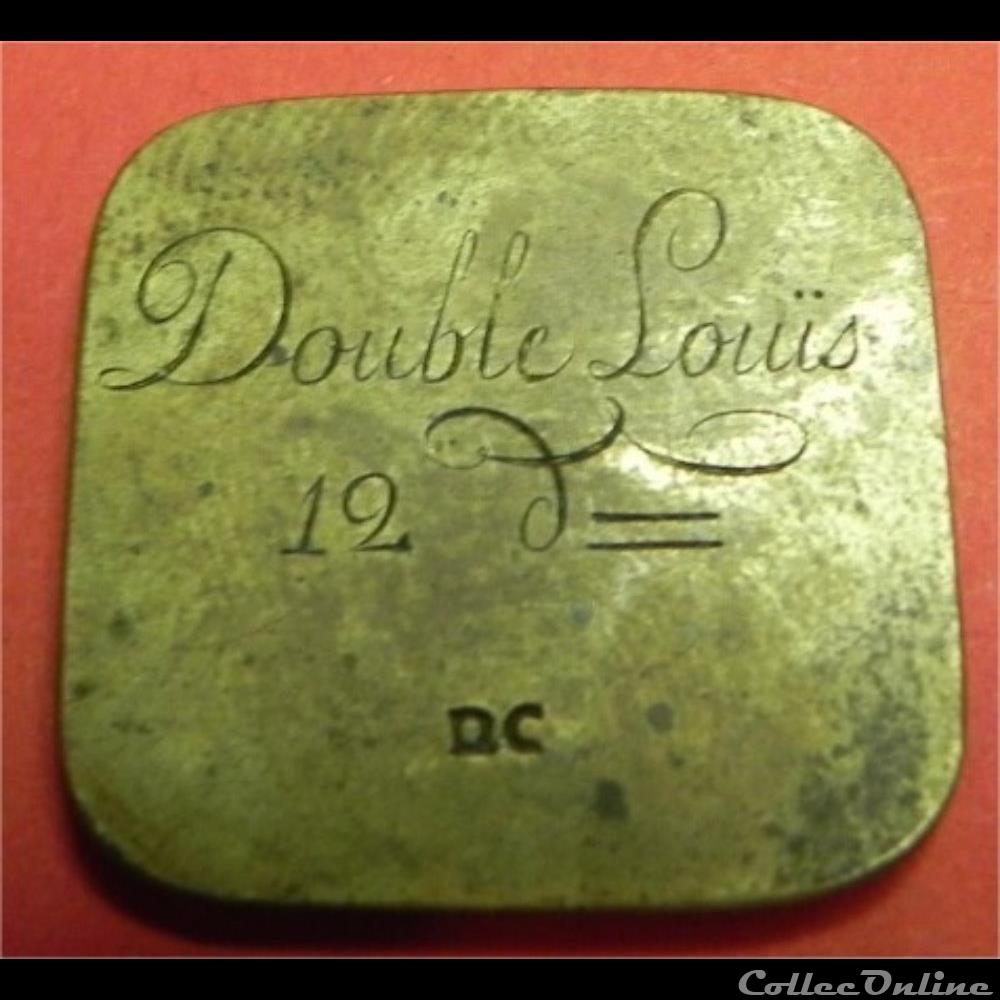 Double Louïs
12 d =
DC
CollecOnline